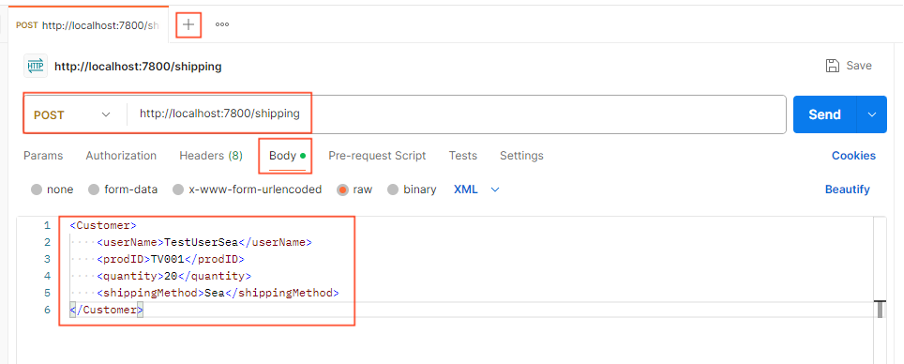 POST http://localhost:7800/sh + ooo
HTTP http://localhost:7800/shipping Save
POST http://localhost:7800/shipping Send
Params Authorization Headers (8) Body Pre-request Script Tests Settings Cookies
none form-data x-www-form-urlencoded raw binary XML Beautify
1 <Customer>
2 ····<userName>TestUserSea</userName>
3 ····<prodID>TV001</prodID>
4 ····<quantity>20</quantity>
5 ····<shippingMethod>Sea</shippingMethod>
6 </Customer>